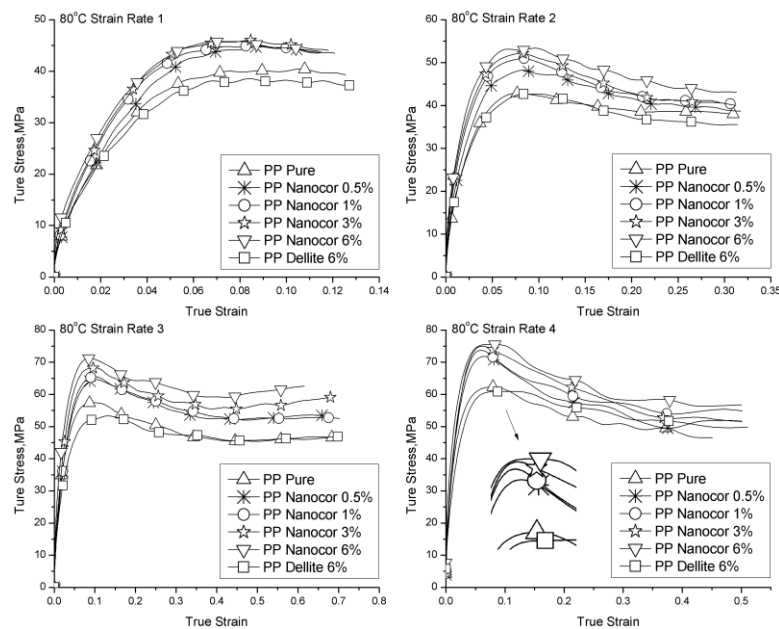 80°C Strain Rate 1
Ture Stress,MPa
50
45
40
35
30
25
20
15
10
5
0
PP Pure
PP Nanocor 0.5%
PP Nanocor 1%
PP Nanocor 3%
PP Nanocor 6%
PP Dellite 6%
0.00 0.02 0.04 0.06 0.08 0.10 0.12 0.14
True Strain
80°C Strain Rate 2
Ture Stress,MPa
60
50
40
30
20
10
0
PP Pure
PP Nanocor 0.5%
PP Nanocor 1%
PP Nanocor 3%
PP Nanocor 6%
PP Dellite 6%
0.00 0.05 0.10 0.15 0.20 0.25 0.30 0.35
True Strain
80°C Strain Rate 3
Ture Stress,MPa
80
70
60
50
40
30
20
10
0
PP Pure
PP Nanocor 0.5%
PP Nanocor 1%
PP Nanocor 3%
PP Nanocor 6%
PP Dellite 6%
0.0 0.1 0.2 0.3 0.4 0.5 0.6 0.7 0.8
True Strain
80°C Strain Rate 4
Ture Stress,MPa
80
70
60
50
40
30
20
10
0
PP Pure
PP Nanocor 0.5%
PP Nanocor 1%
PP Nanocor 3%
PP Nanocor 6%
PP Dellite 6%
0.0 0.1 0.2 0.3 0.4 0.5
True Strain